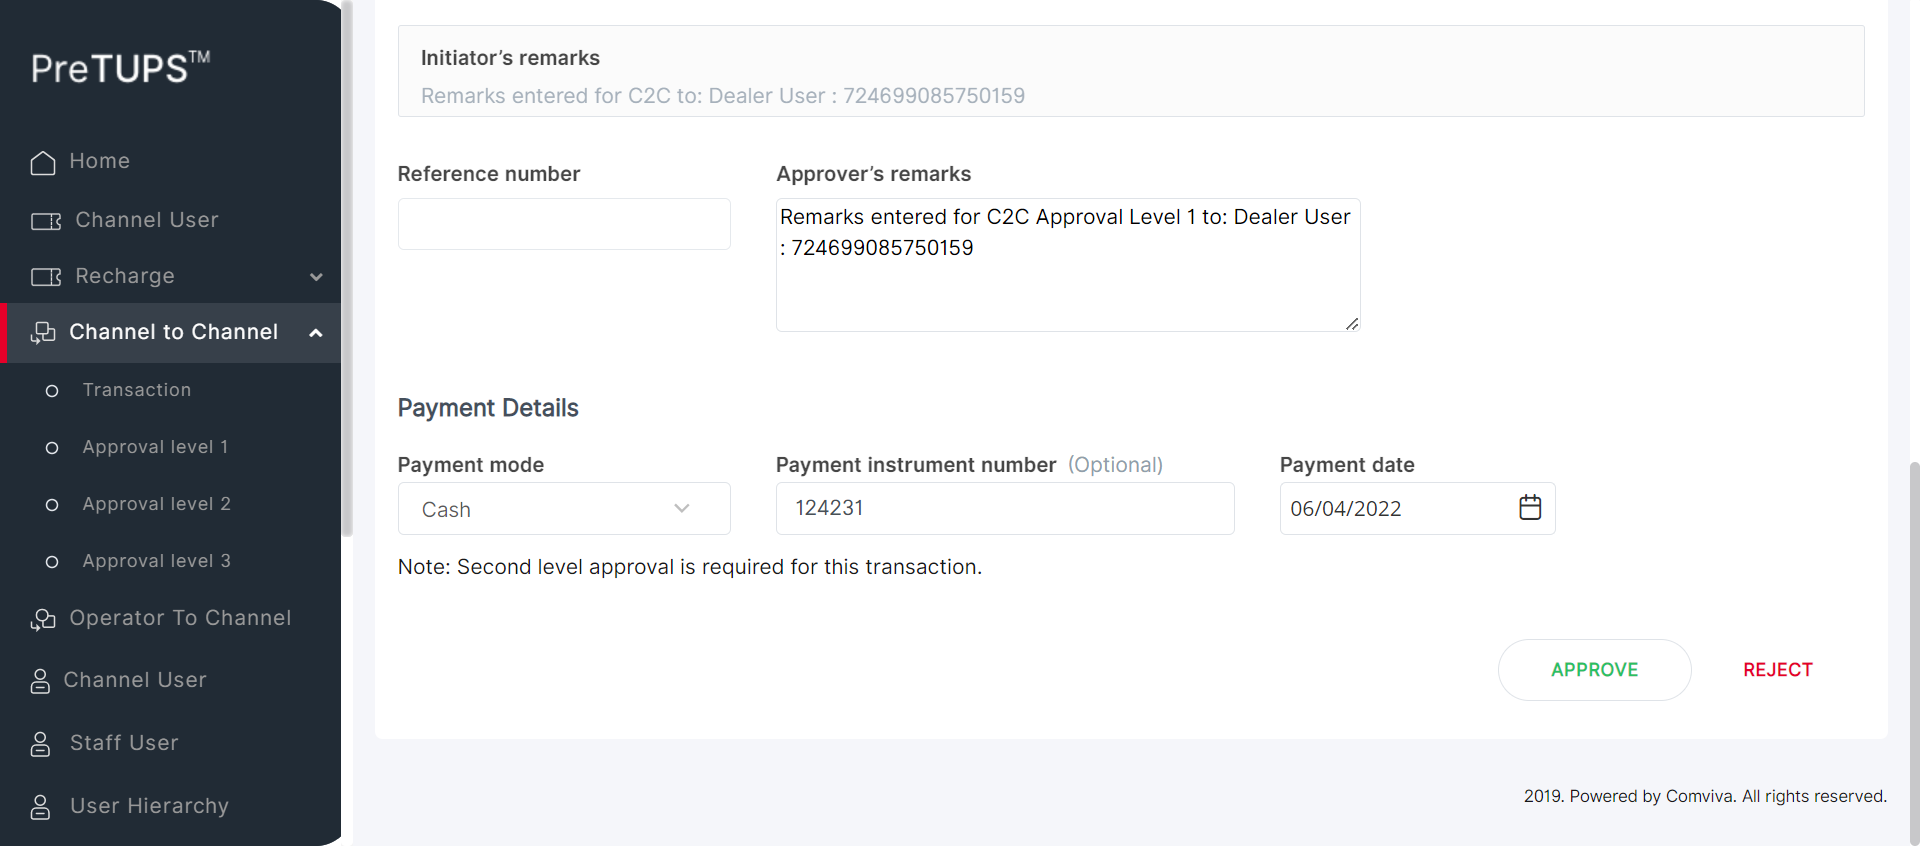 PreTUPS™
Home
Channel User
Recharge
Channel to Channel
Transaction
Approval level 1
Approval level 2
Approval level 3
Operator To Channel
Channel User
Staff User
User Hierarchy
Initiator’s remarks
Remarks entered for C2C to: Dealer User : 724699085750159
Reference number
Approver’s remarks
Remarks entered for C2C Approval Level 1 to: Dealer User
: 724699085750159
Payment Details
Payment mode
Payment instrument number (Optional)
Payment date
Cash
124231
06/04/2022
Note: Second level approval is required for this transaction.
APPROVE
REJECT
2019. Powered by Comviva. All rights reserved.